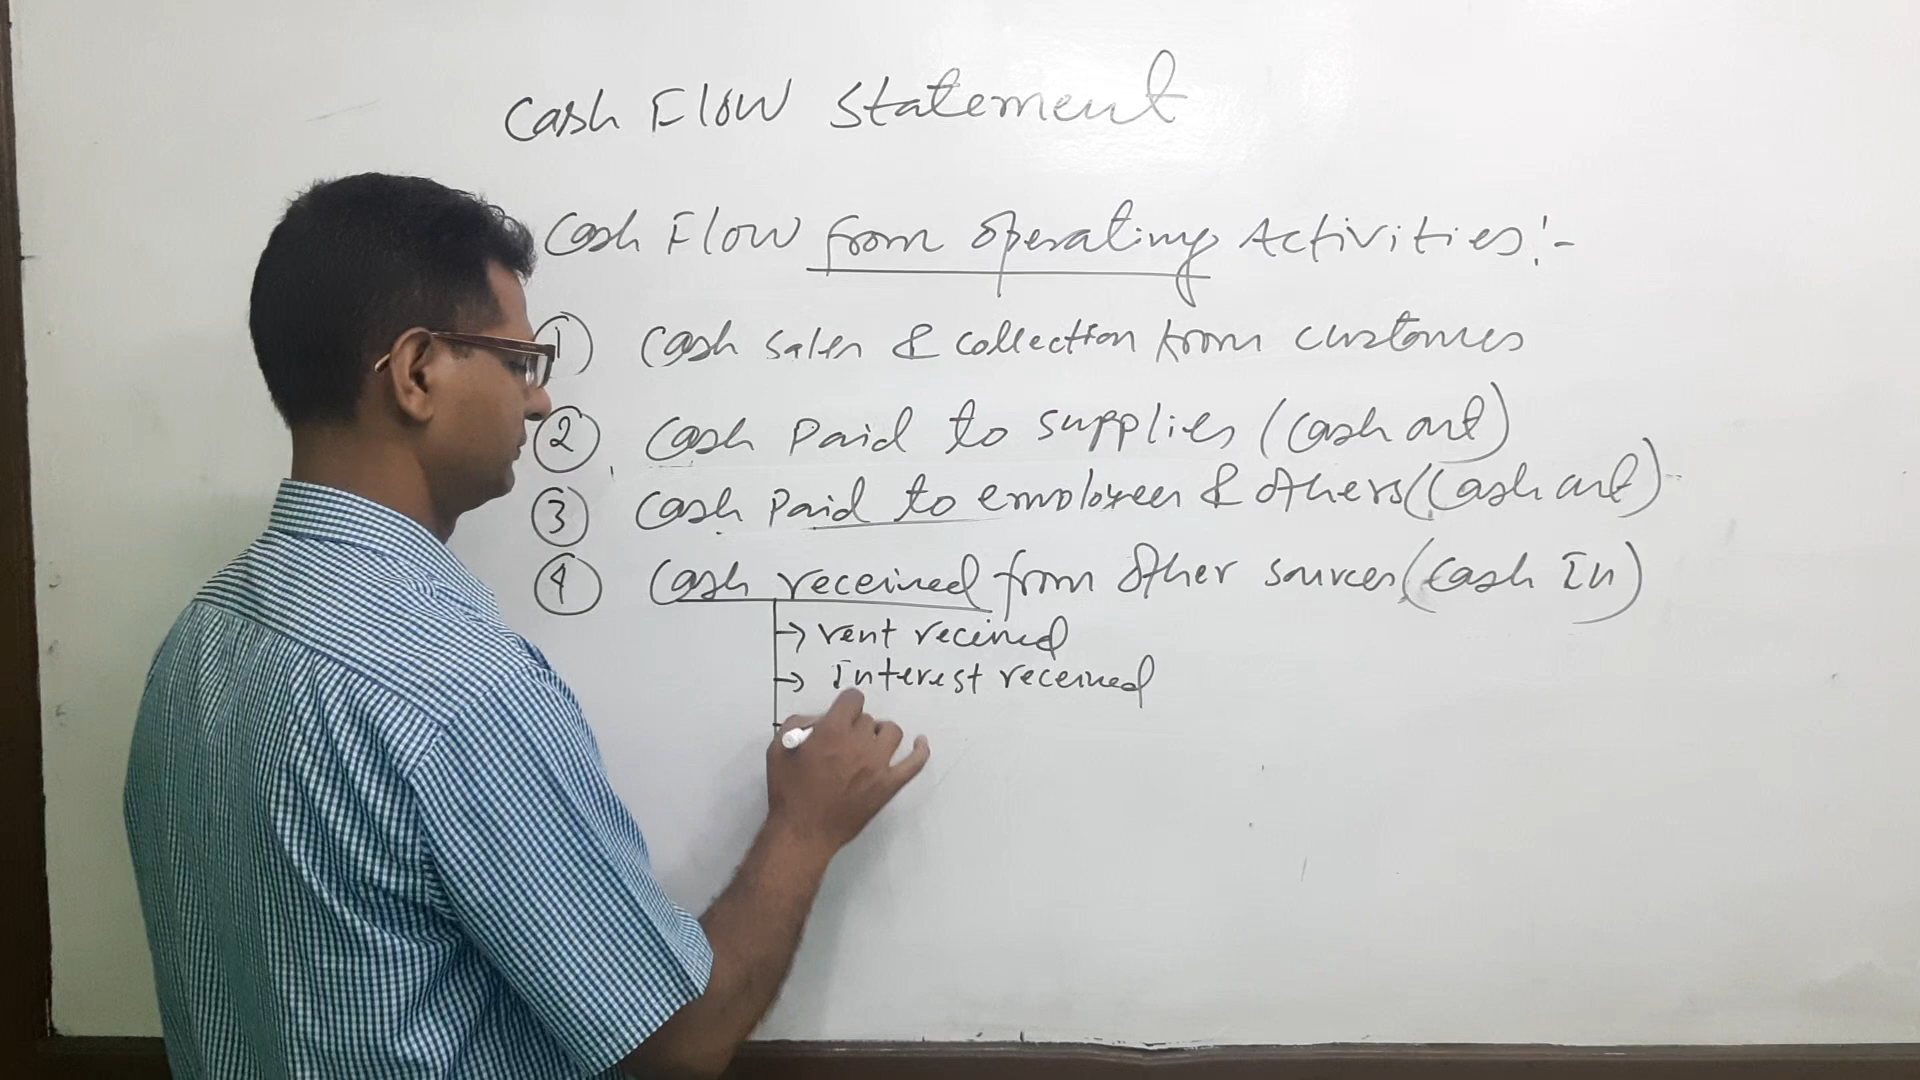 Cash Flow Statement
Cash Flow from Operating Activities:-
1 Cash sales & collection from customers
2 Cash paid to supplies (Cash out)
3 Cash paid to employees & others (Cash out)
4 Cash received from other sources (Cash In)
→ rent received
→ Interest received